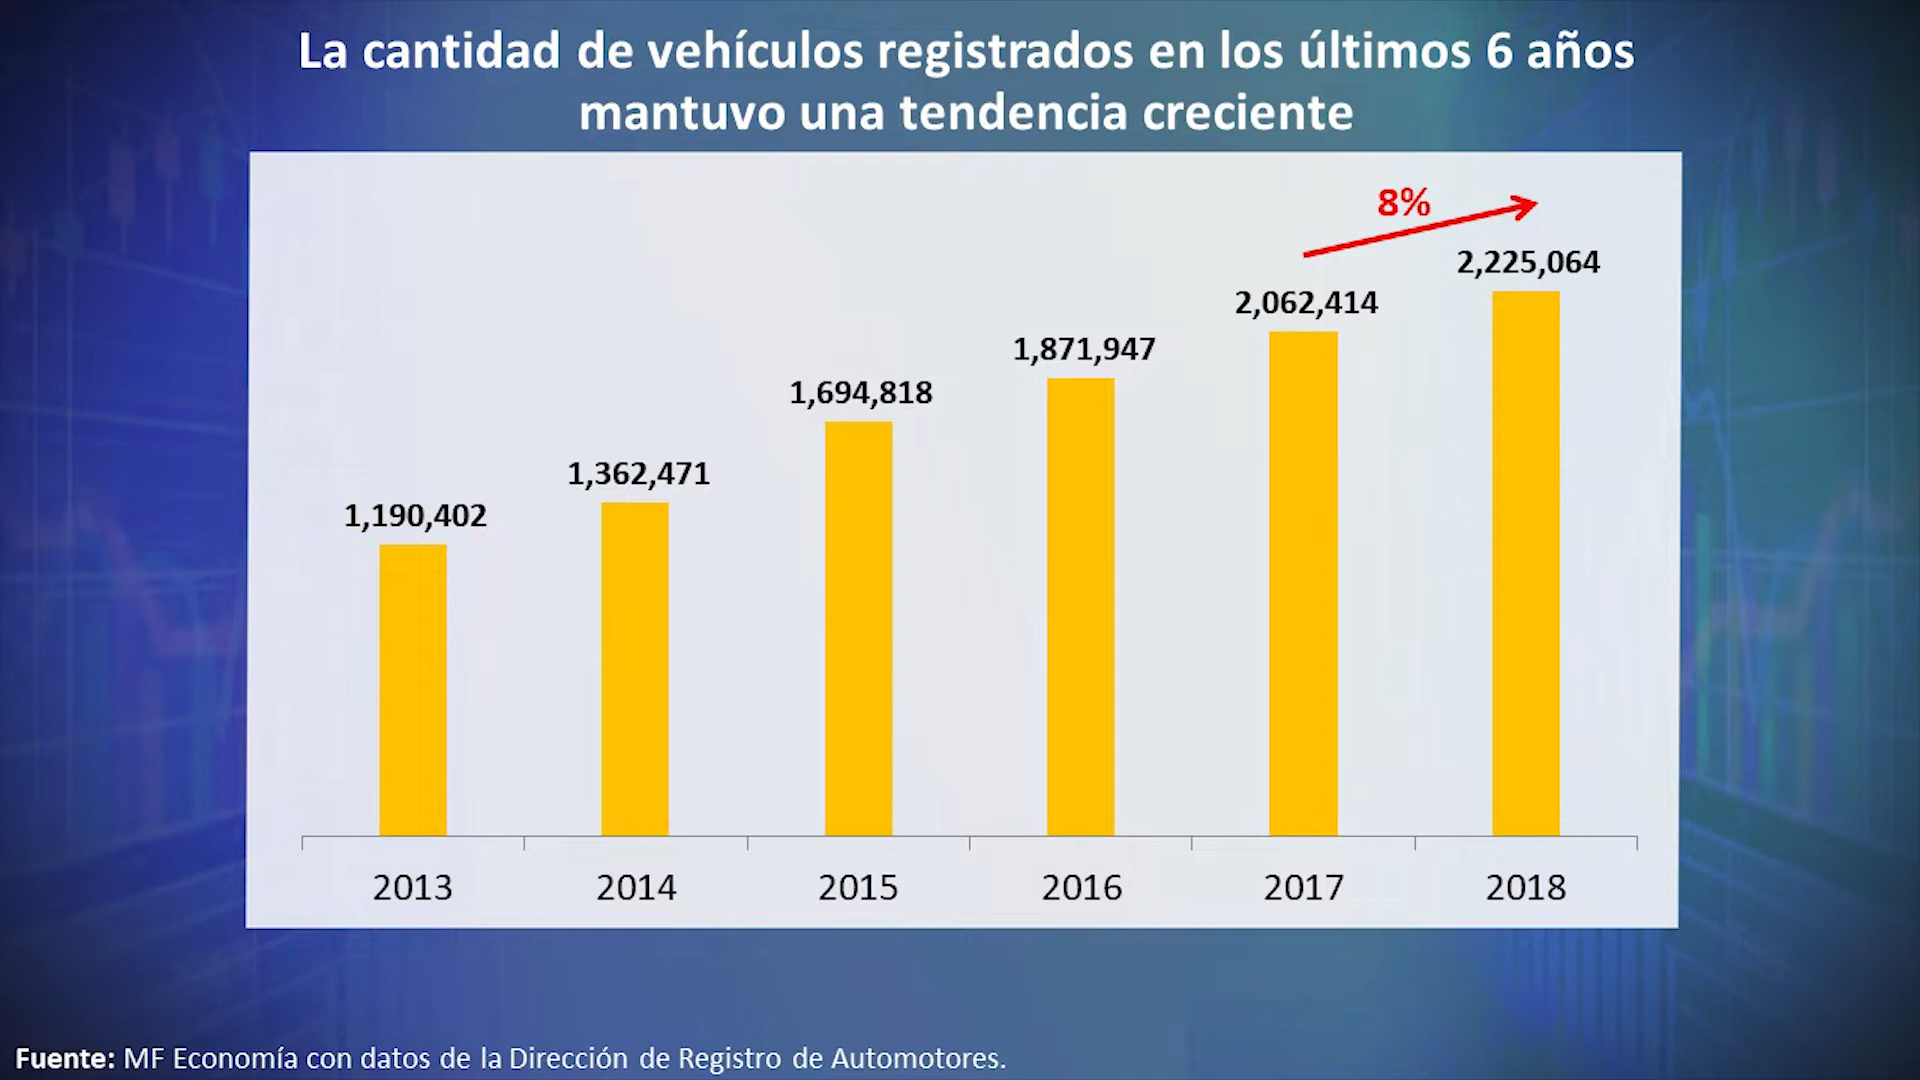 La cantidad de vehículos registrados en los últimos 6 años
mantuvo una tendencia creciente
8%
2,225,064
2,062,414
1,871,947
1,694,818
1,362,471
1,190,402
2013 2014 2015 2016 2017 2018
Fuente: MF Economía con datos de la Dirección de Registro de Automotores.